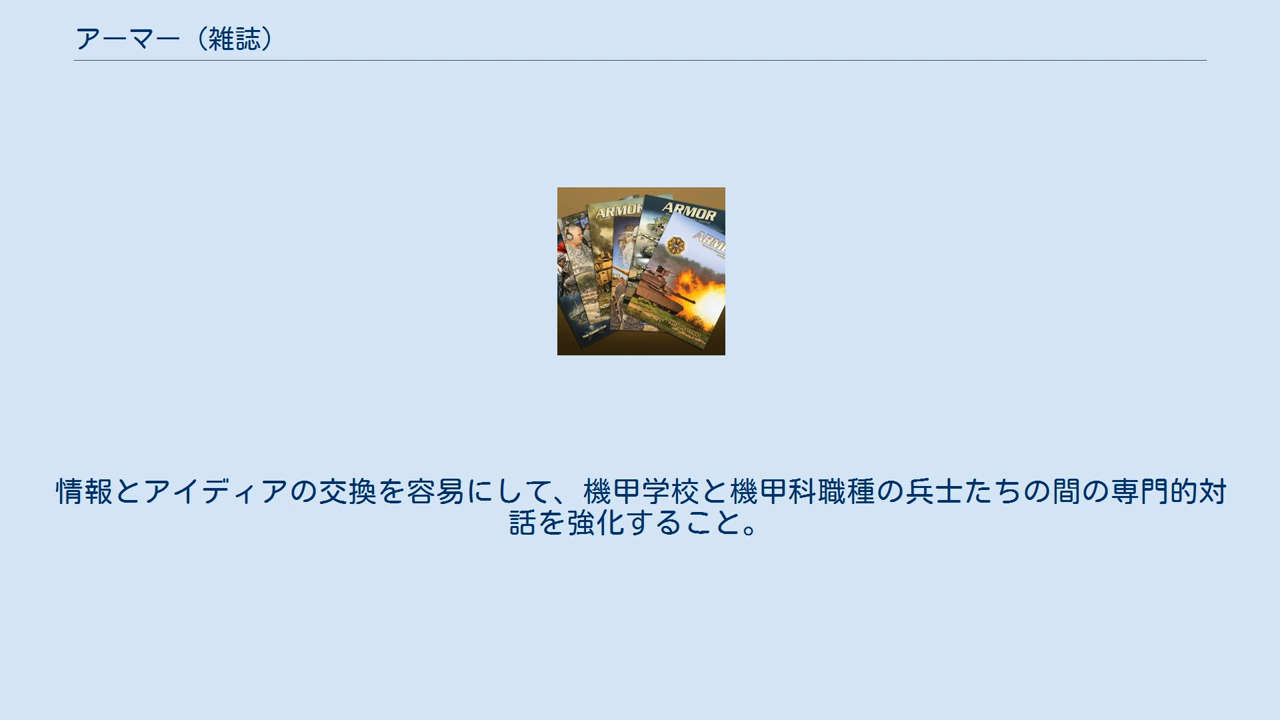 アーマー（雑誌）
ARMOR
ARMOR
情報とアイディアの交換を容易にして、機甲学校と機甲科職種の兵士たちの間の専門的対
話を強化すること。